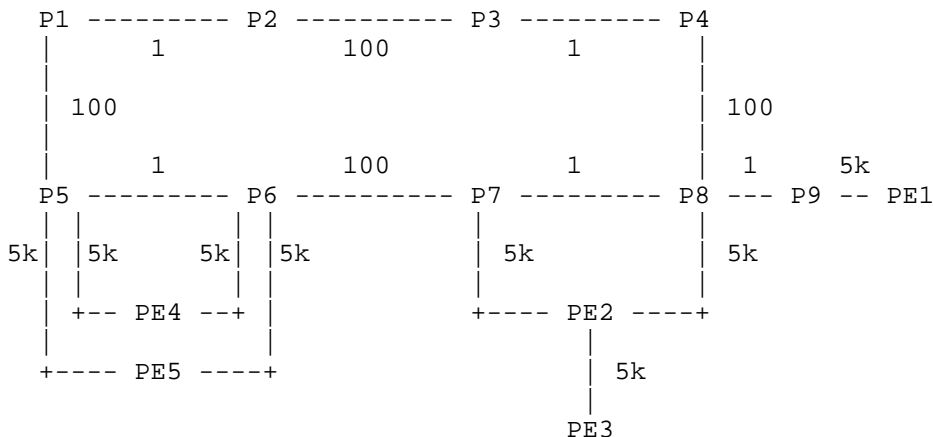 P1 --------- P2 ---------- P3 --------- P4
1 100 1
100 100
1 100 1 1 5k
P5 --------- P6 ---------- P7 --------- P8 --- P9 -- PE1
5k 5k 5k 5k 5k 5k
+-- PE4 --+ +---- PE2 -----+
+---- PE5 ----+ 5k
PE3